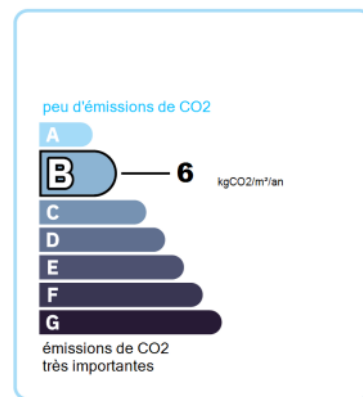 peu d'émissions de CO2
A
B 6 kgCO2/m²/an
C
D
E
F
G
émissions de CO2
très importantes